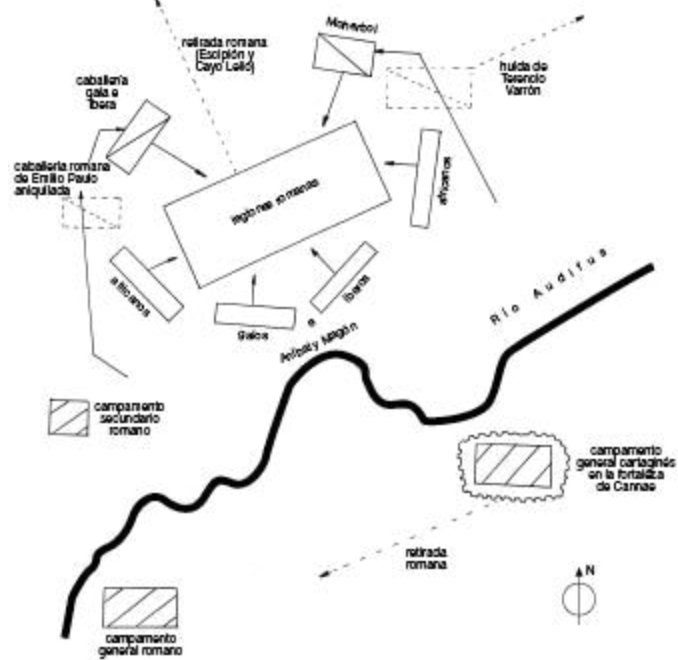 Moherbol
retirada romana
(Escipión y
Cayo Lelio)
huida de
Terencio
Varrón
caballería
gala e
íbera
caballería romana
de Emilio Paulo
aniquilada
legiones romanas
africanos
africanos
galos
e
íberos
Aníbal y Magón
Río Audifus
campamento
secundario
romano
campamento
general cartaginés
en la fortaleza
de Cannae
retirada
romana
N
campamento
general romano